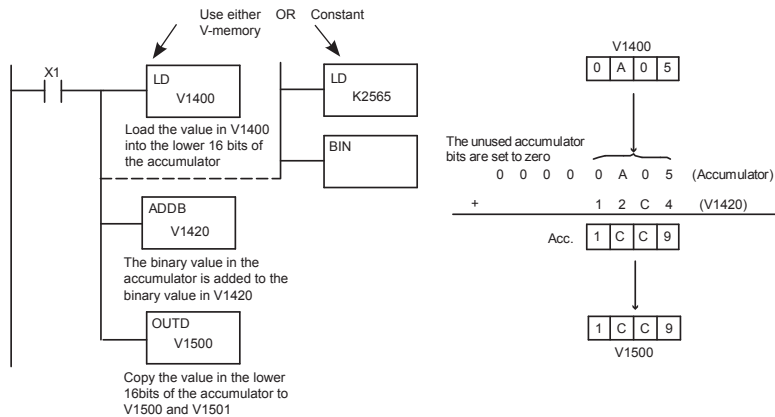 Use either OR Constant
V-memory
X1
LD
V1400
LD
K2565
Load the value in V1400
into the lower 16 bits of
the accumulator
BIN
ADDB
V1420
The binary value in the
accumulator is added to the
binary value in V1420
OUTD
V1500
Copy the value in the lower
16bits of the accumulator to
V1500 and V1501
V1400
0 A 0 5
The unused accumulator
bits are set to zero
0 0 0 0 0 A 0 5 (Accumulator)
+ 1 2 C 4 (V1420)
Acc. 1 C C 9
1 C C 9
V1500